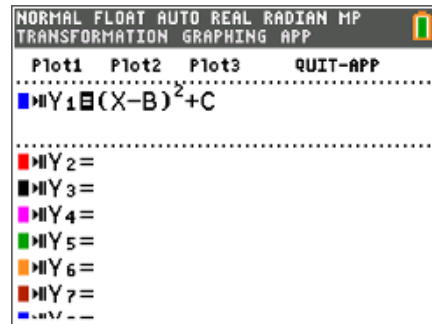 NORMAL FLOAT AUTO REAL RADIAN MP
TRANSFORMATION GRAPHING APP
Plot1 Plot2 Plot3 QUIT-APP
Y₁=(X-B)²+C
Y₂=
Y₃=
Y₄=
Y₅=
Y₆=
Y₇=